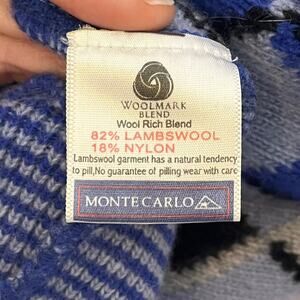 WOOLMARK
BLEND
Wool Rich Blend
82% LAMBSWOOL
18% NYLON
Lambswool garment has a natural tendency
to pill,No guarantee of pilling wear with care
MONTE CARLO